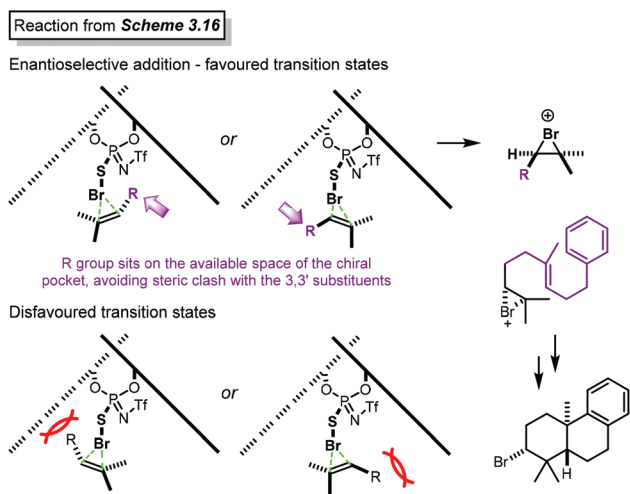 Reaction from Scheme 3.16
Enantioselective addition - favoured transition states
O
P
O
S
N
Tf
Br
R
or
O
P
O
S
N
Tf
Br
R
⊕
Br
H
R
R group sits on the available space of the chiral
pocket, avoiding steric clash with the 3,3' substituents
Br
+
Disfavoured transition states
O
P
O
S
N
Tf
Br
R
or
O
P
O
S
N
Tf
Br
R
Br
H